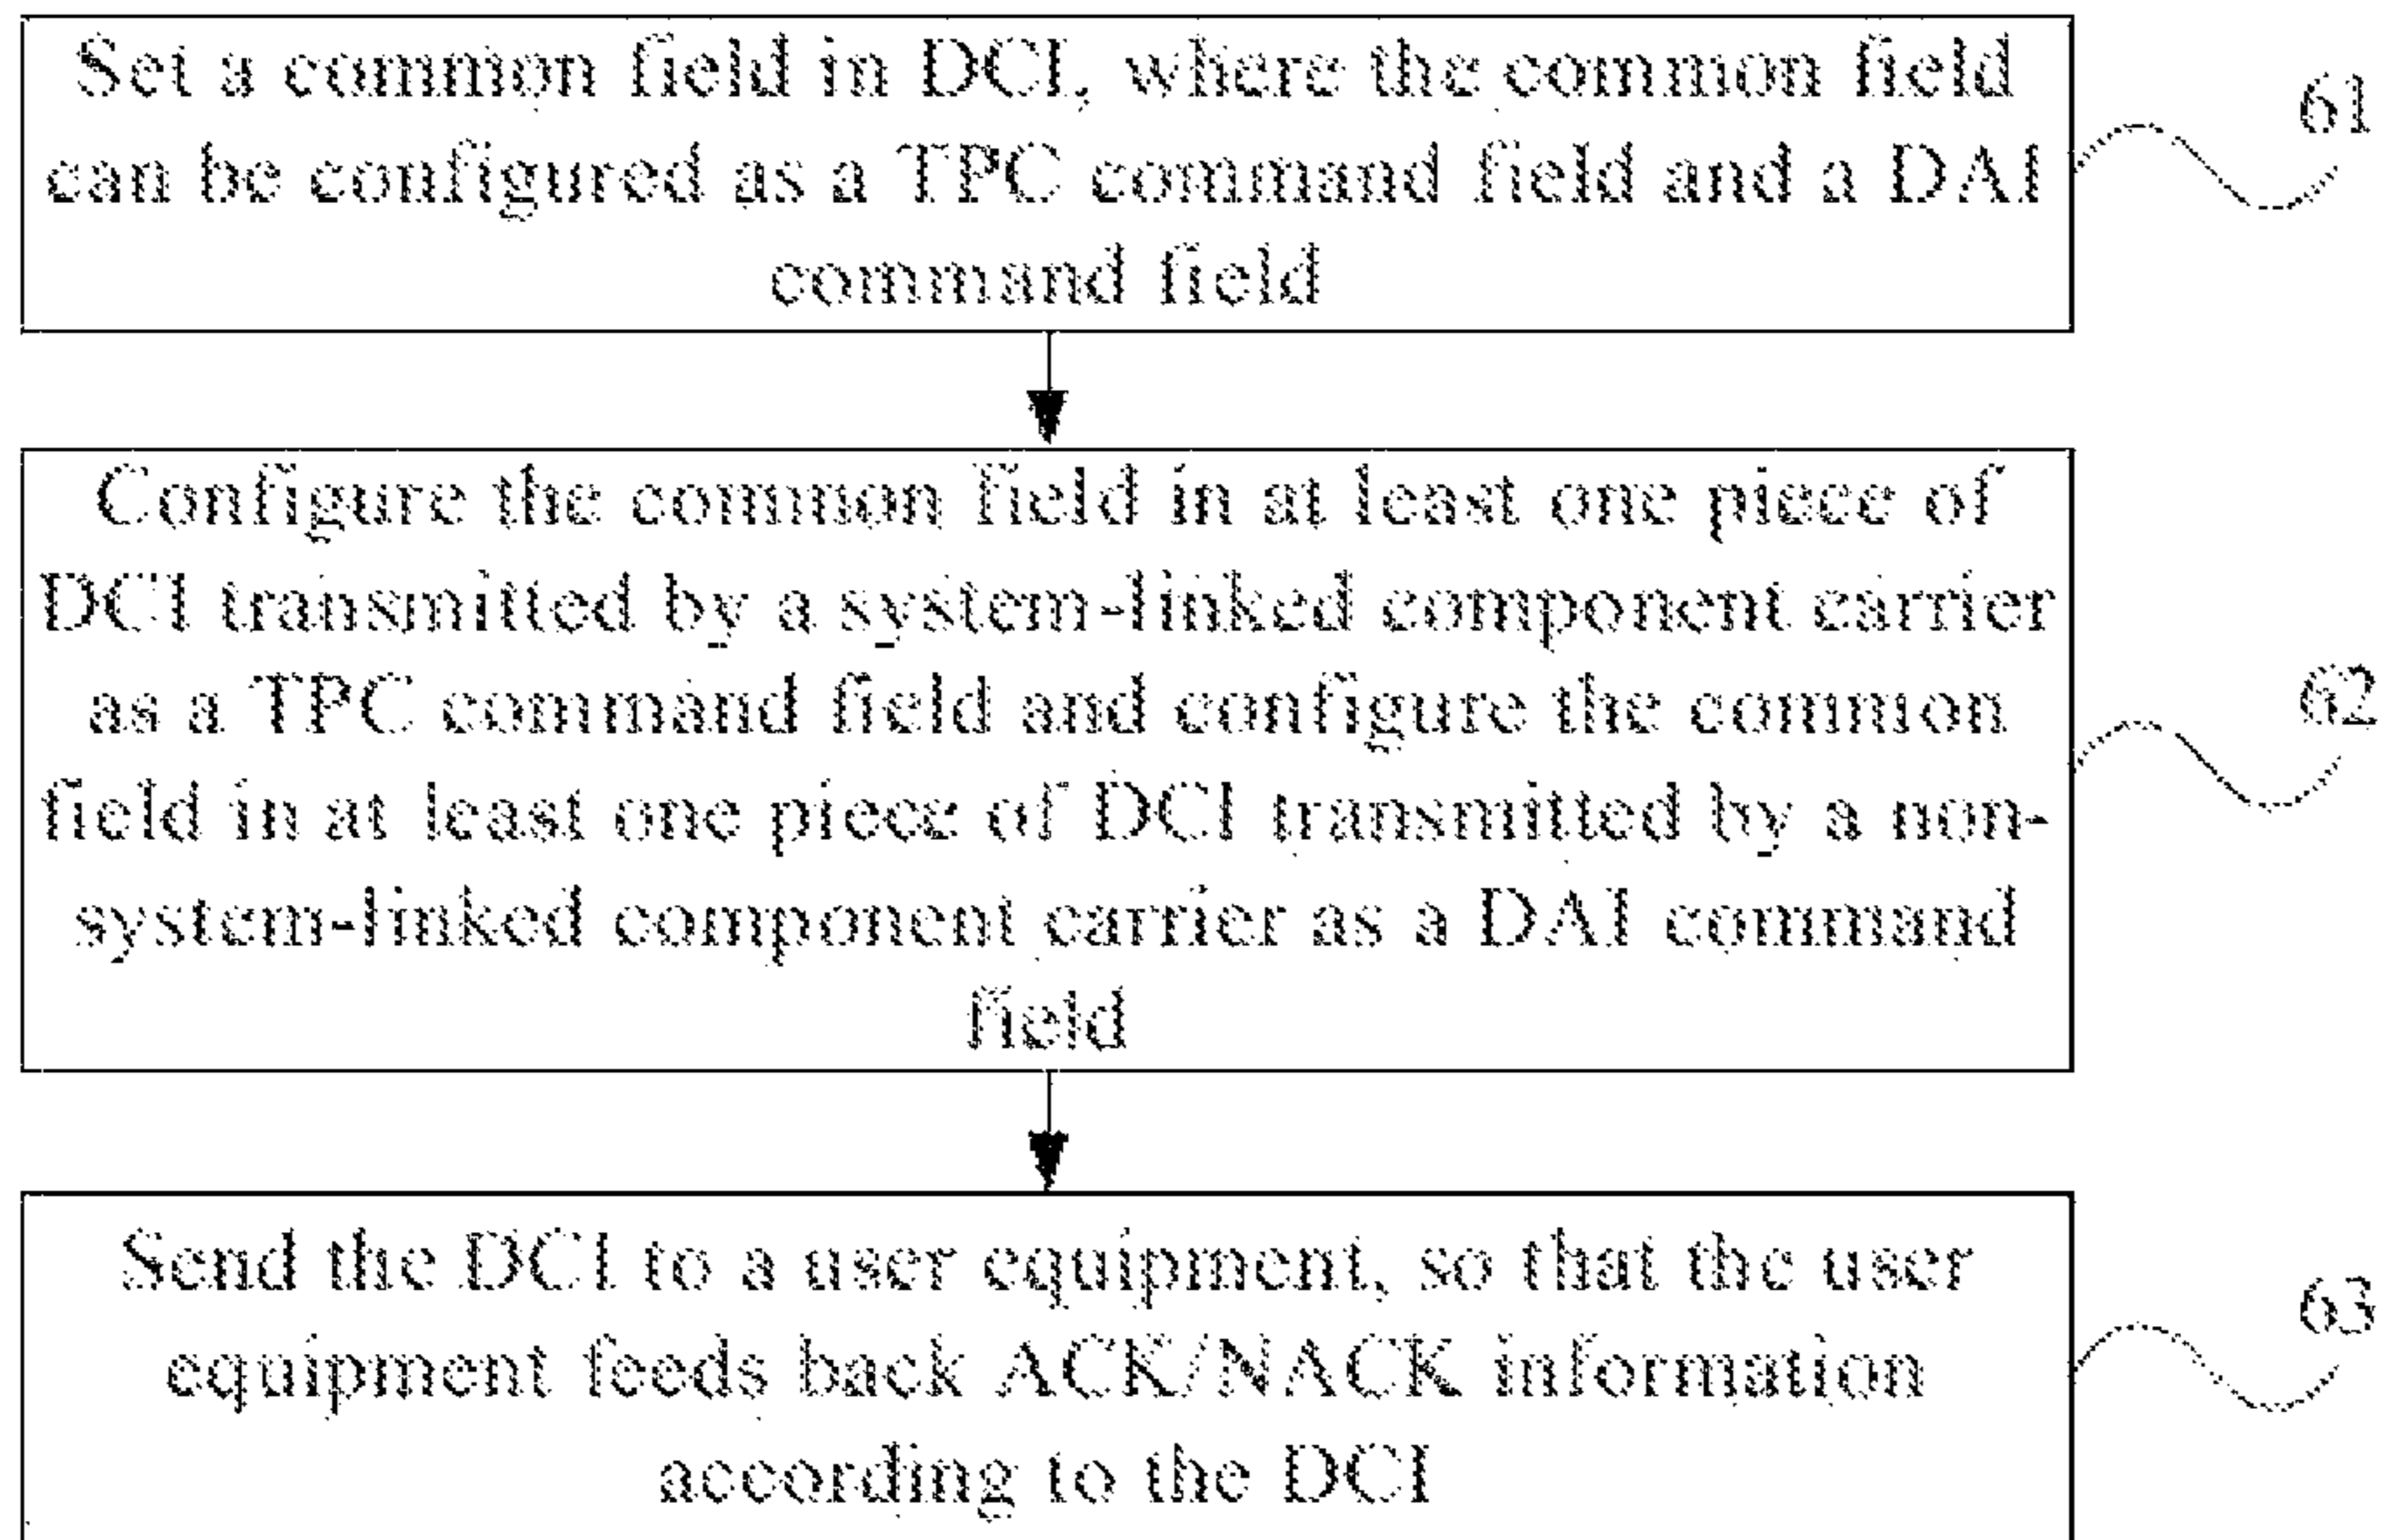 Set a common field in DCI, where the common field
can be configured as a TPC command field and a DAI
command field
61
Configure the common field in at least one piece of
DCI transmitted by a system-linked component carrier
as a TPC command field and configure the common
field in at least one piece of DCI transmitted by a non-
system-linked component carrier as a DAI command
field
62
Send the DCI to a user equipment, so that the user
equipment feeds back ACK/NACK information
according to the DCI
63